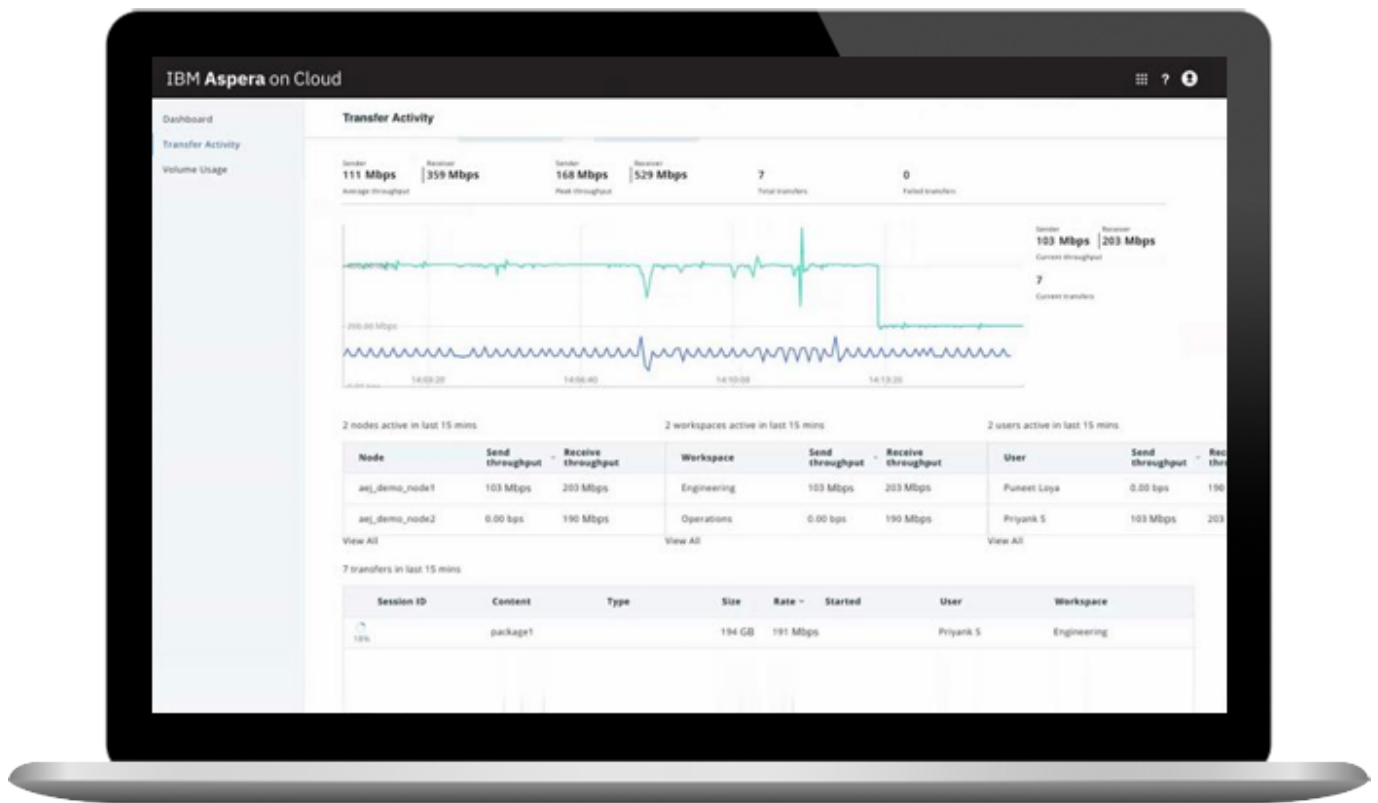 IBM Aspera on Cloud
?
Dashboard
Transfer Activity
Volume Usage
Transfer Activity
Sender Receiver Sender Receiver
111 Mbps 359 Mbps 168 Mbps 529 Mbps 7 0
Average throughput Peak throughput Total transfers Failed transfers
Sender Receiver
103 Mbps 203 Mbps
Current throughput
7
Current transfers
200.00 Mbps
14:03:20 14:06:40 14:10:00 14:13:20
2 nodes active in last 15 mins 2 workspaces active in last 15 mins 2 users active in last 15 mins
Node Send throughput Receive throughput Workspace Send throughput Receive throughput User Send throughput
aej_demo_node1 103 Mbps 203 Mbps Engineering 103 Mbps 203 Mbps Puneet Loya 0.00 bps 190
aej_demo_node2 0.00 bps 190 Mbps Operations 0.00 bps 190 Mbps Priyank S 103 Mbps 203
View All View All View All
7 transfers in last 15 mins
Session ID Content Type Size Rate Started User Workspace
18% package1 194 GB 191 Mbps Priyank S Engineering